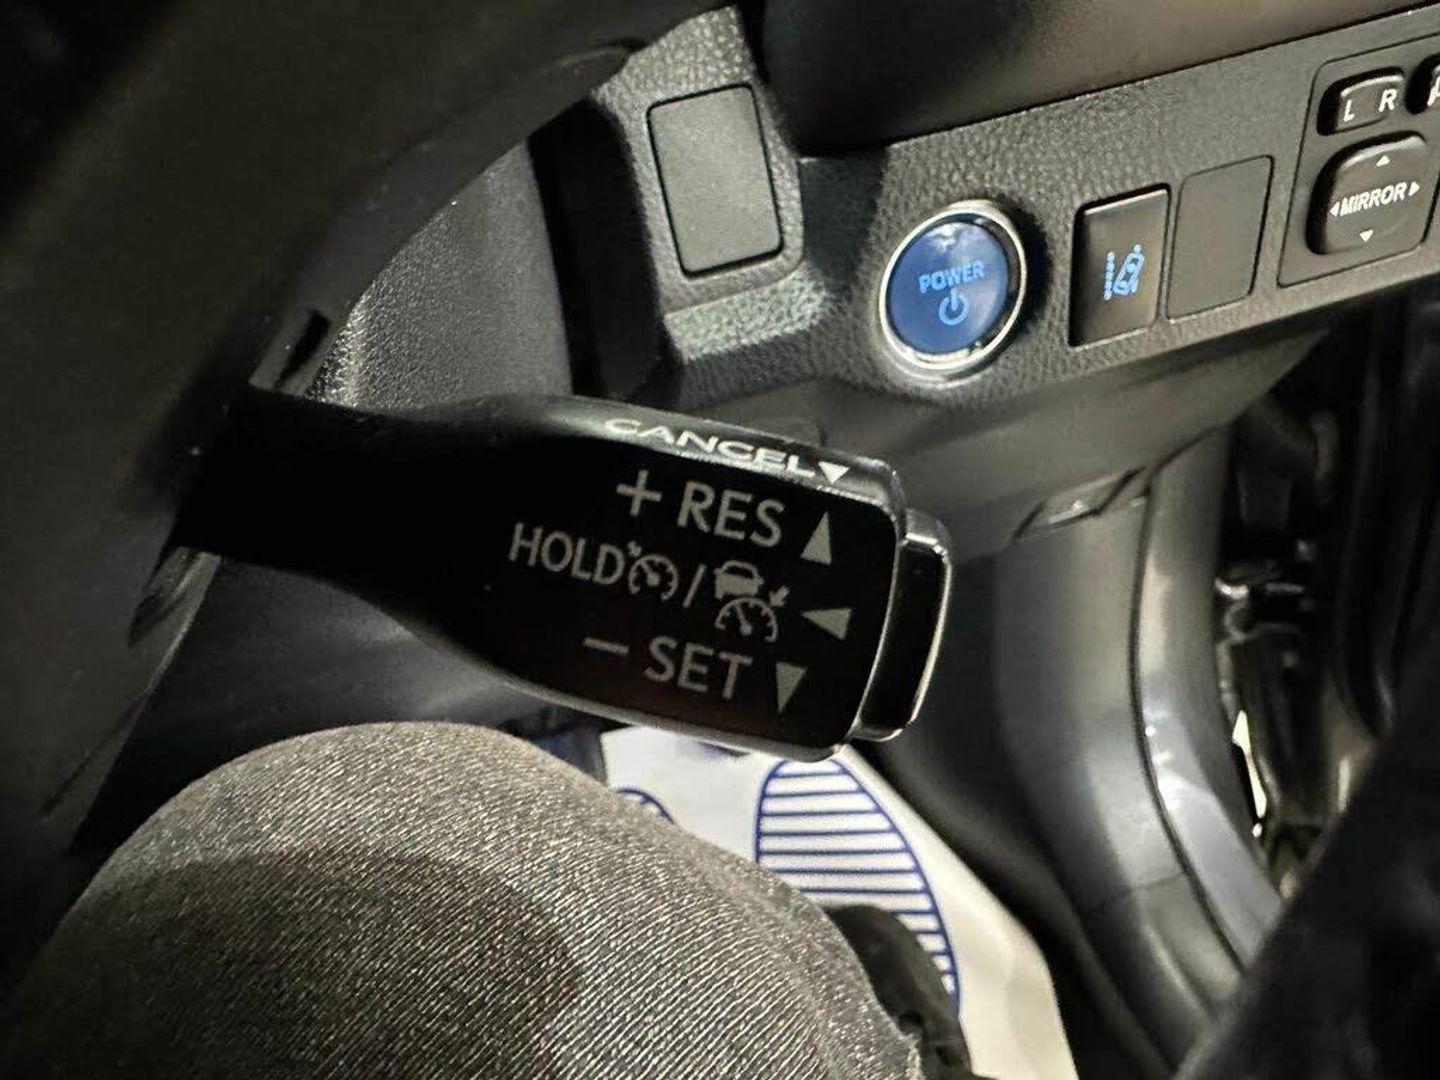 L R
MIRROR
POWER
CANCEL
+ RES
HOLD /
- SET